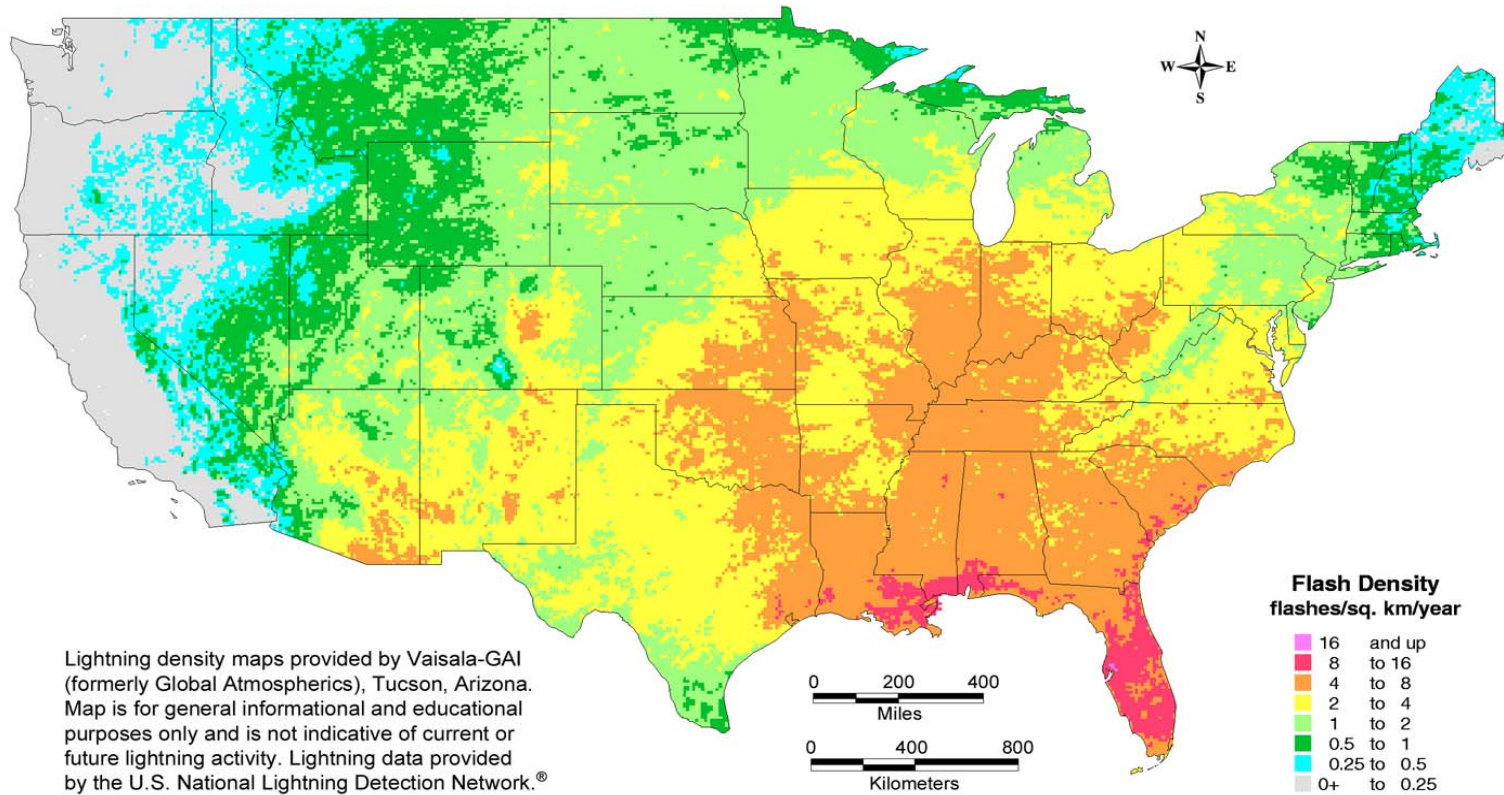 N
W E
S
Flash Density
flashes/sq. km/year
16 and up
8 to 16
4 to 8
2 to 4
1 to 2
0.5 to 1
0.25 to 0.5
0+ to 0.25
Lightning density maps provided by Vaisala-GAI
(formerly Global Atmospherics), Tucson, Arizona.
Map is for general informational and educational
purposes only and is not indicative of current or
future lightning activity. Lightning data provided
by the U.S. National Lightning Detection Network.®
0 200 400
Miles
0 400 800
Kilometers